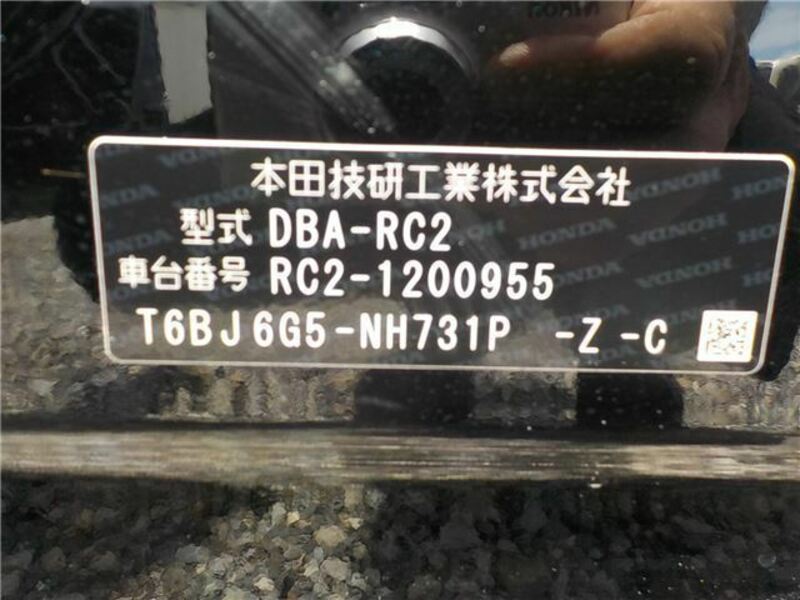 本田技研工業株式会社
型式 DBA-RC2
車台番号 RC2-1200955
T6BJ6G5-NH731P -Z -C